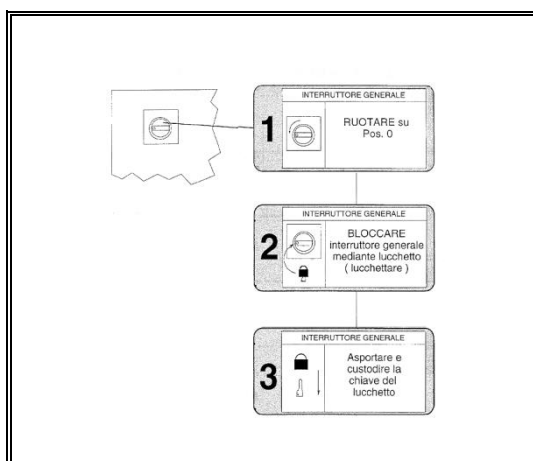 INTERRUTTORE GENERALE
1
RUOTARE su
Pos. 0
INTERRUTTORE GENERALE
2
BLOCCARE
interruttore generale
mediante lucchetto
( lucchettare )
INTERRUTTORE GENERALE
3
Asportare e
custodire la
chiave del
lucchetto